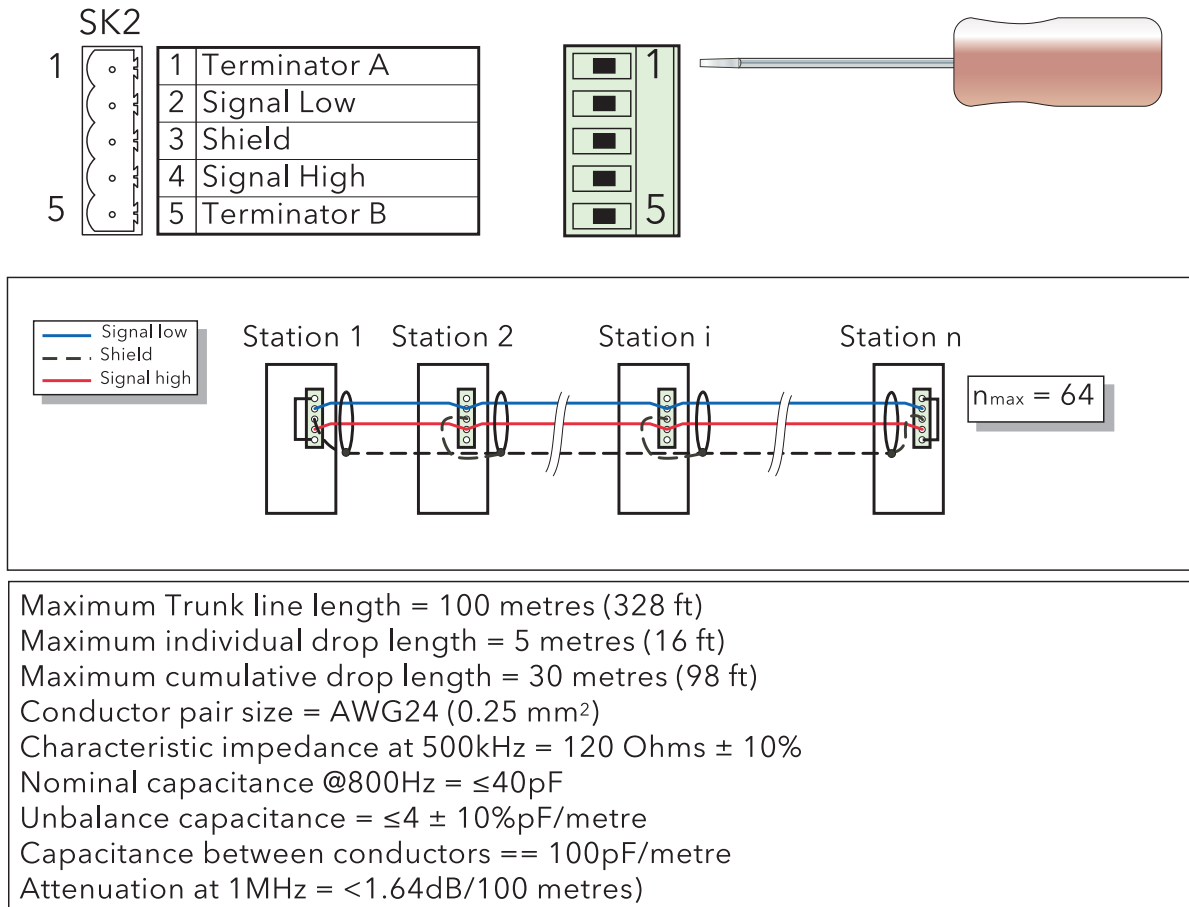 SK2
1
5
1 Terminator A
2 Signal Low
3 Shield
4 Signal High
5 Terminator B
1
5
Signal low
Shield
Signal high
Station 1
Station 2
Station i
Station n
nmax = 64
Maximum Trunk line length = 100 metres (328 ft)
Maximum individual drop length = 5 metres (16 ft)
Maximum cumulative drop length = 30 metres (98 ft)
Conductor pair size = AWG24 (0.25 mm²)
Characteristic impedance at 500kHz = 120 Ohms ± 10%
Nominal capacitance @800Hz = ≤40pF
Unbalance capacitance = ≤4 ± 10%pF/metre
Capacitance between conductors == 100pF/metre
Attenuation at 1MHz = <1.64dB/100 metres)